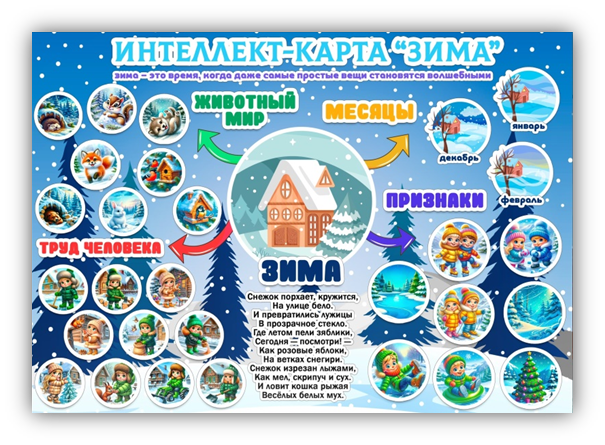 ИНТЕЛЛЕКТ-КАРТА "ЗИМА"
зима – это время, когда даже самые простые вещи становятся волшебными
ЖИВОТНЫЙ
МИР
МЕСЯЦЫ
январь
декабрь
февраль
ПРИЗНАКИ
ТРУД ЧЕЛОВЕКА
ЗИМА
Снежок порхает, кружится,
На улице бело.
И превратились лужицы
В прозрачное стекло.
Где летом пели зяблики,
Сегодня — посмотри! —
Как розовые яблоки,
На ветках снегири.
Снежок изрезан лыжами,
Как мел, скрипуч и сух.
И ловит кошка рыжая
Весёлых белых мух.